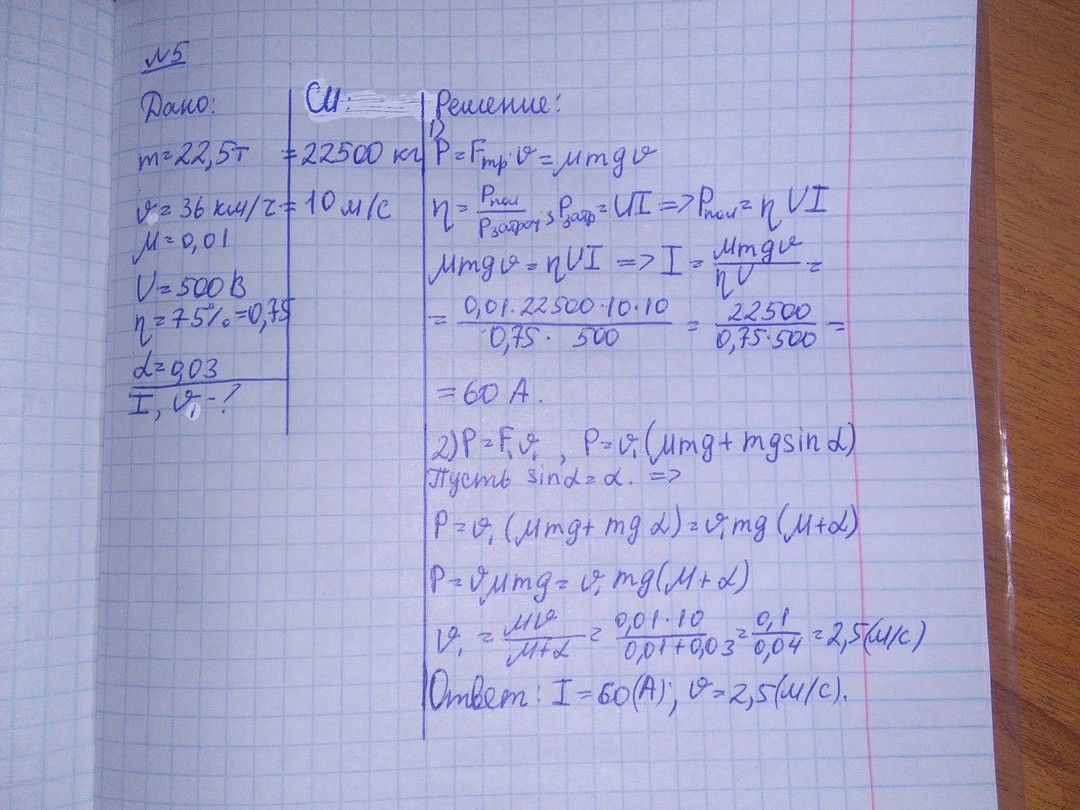 №5
Дано:
m=22,5т
υ=36 км/ч
μ=0,01
U=500В
η=75%=0,75
α=0,03
I, υ₁-?
СИ:
=22500 кг
=10 м/с
Решение:
1)
P=Fтр·υ=μmgυ
η=Pпол/Pзатрач, Pзатр=UI=>Pпол=ηUI
μmgυ=ηUI => I=μmgυ/ηU=
=0,01·22500·10·10/0,75·500=22500/0,75·500=
=60 А.
2)P=F₁υ₁, P=υ₁(μmg+mgsinα)
Пусть sinα=α. =>
P=υ₁(μmg+mgα)=υ₁mg(μ+α)
P=υμmg=υ₁mg(μ+α)
υ₁=μυ/μ+α=0,01·10/0,01+0,03=0,1/0,04=2,5(м/с)
Ответ: I=60(А); υ=2,5(м/с).